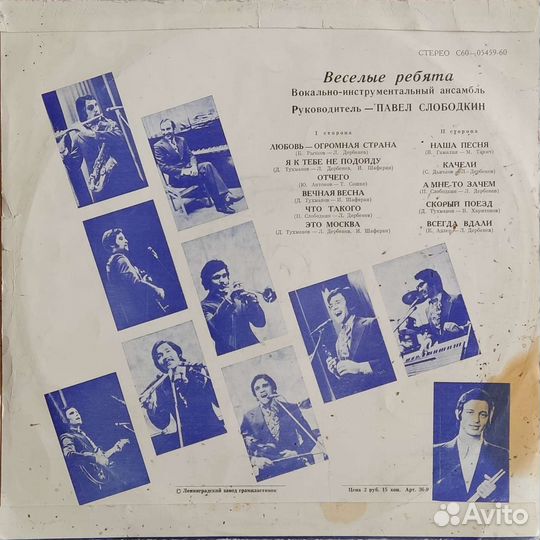 СТЕРЕО С60—05459-60
Веселые ребята
Вокально-инструментальный ансамбль
Руководитель — ПАВЕЛ СЛОБОДКИН
I сторона
ЛЮБОВЬ — ОГРОМНАЯ СТРАНА
(В. Рычков — Л. Дербенев)
Я К ТЕБЕ НЕ ПОДОЙДУ
(Д. Тухманов — Л. Дербенев, И. Шаферан)
ОТЧЕГО
(Ю. Антонов —
ВЕЧНАЯ ВЕСНА
(Д. Тухманов — И. Шаферан)
ЧТО ТАКОГО
(П. Слободкин — Л. Дербенев)
ЭТО МОСКВА
(Д. Тухманов — Л. Дербенев, И. Шаферан)
II сторона
НАША ПЕСНЯ
(В. Гамалия — М. Танич)
КАЧЕЛИ
(С. Дьячков — Л. Дербенев)
А МНЕ-ТО ЗАЧЕМ
(П. Слободкин — Л. Дербенев)
СКОРЫЙ ПОЕЗД
(Д. Тухманов — В. Харитонов)
ВСЕГДА ВДАЛИ
Л. Дербенев)
© Ленинградский завод грампластинок
Цена 2 руб. 15 коп. Арт. 36-9
Avito